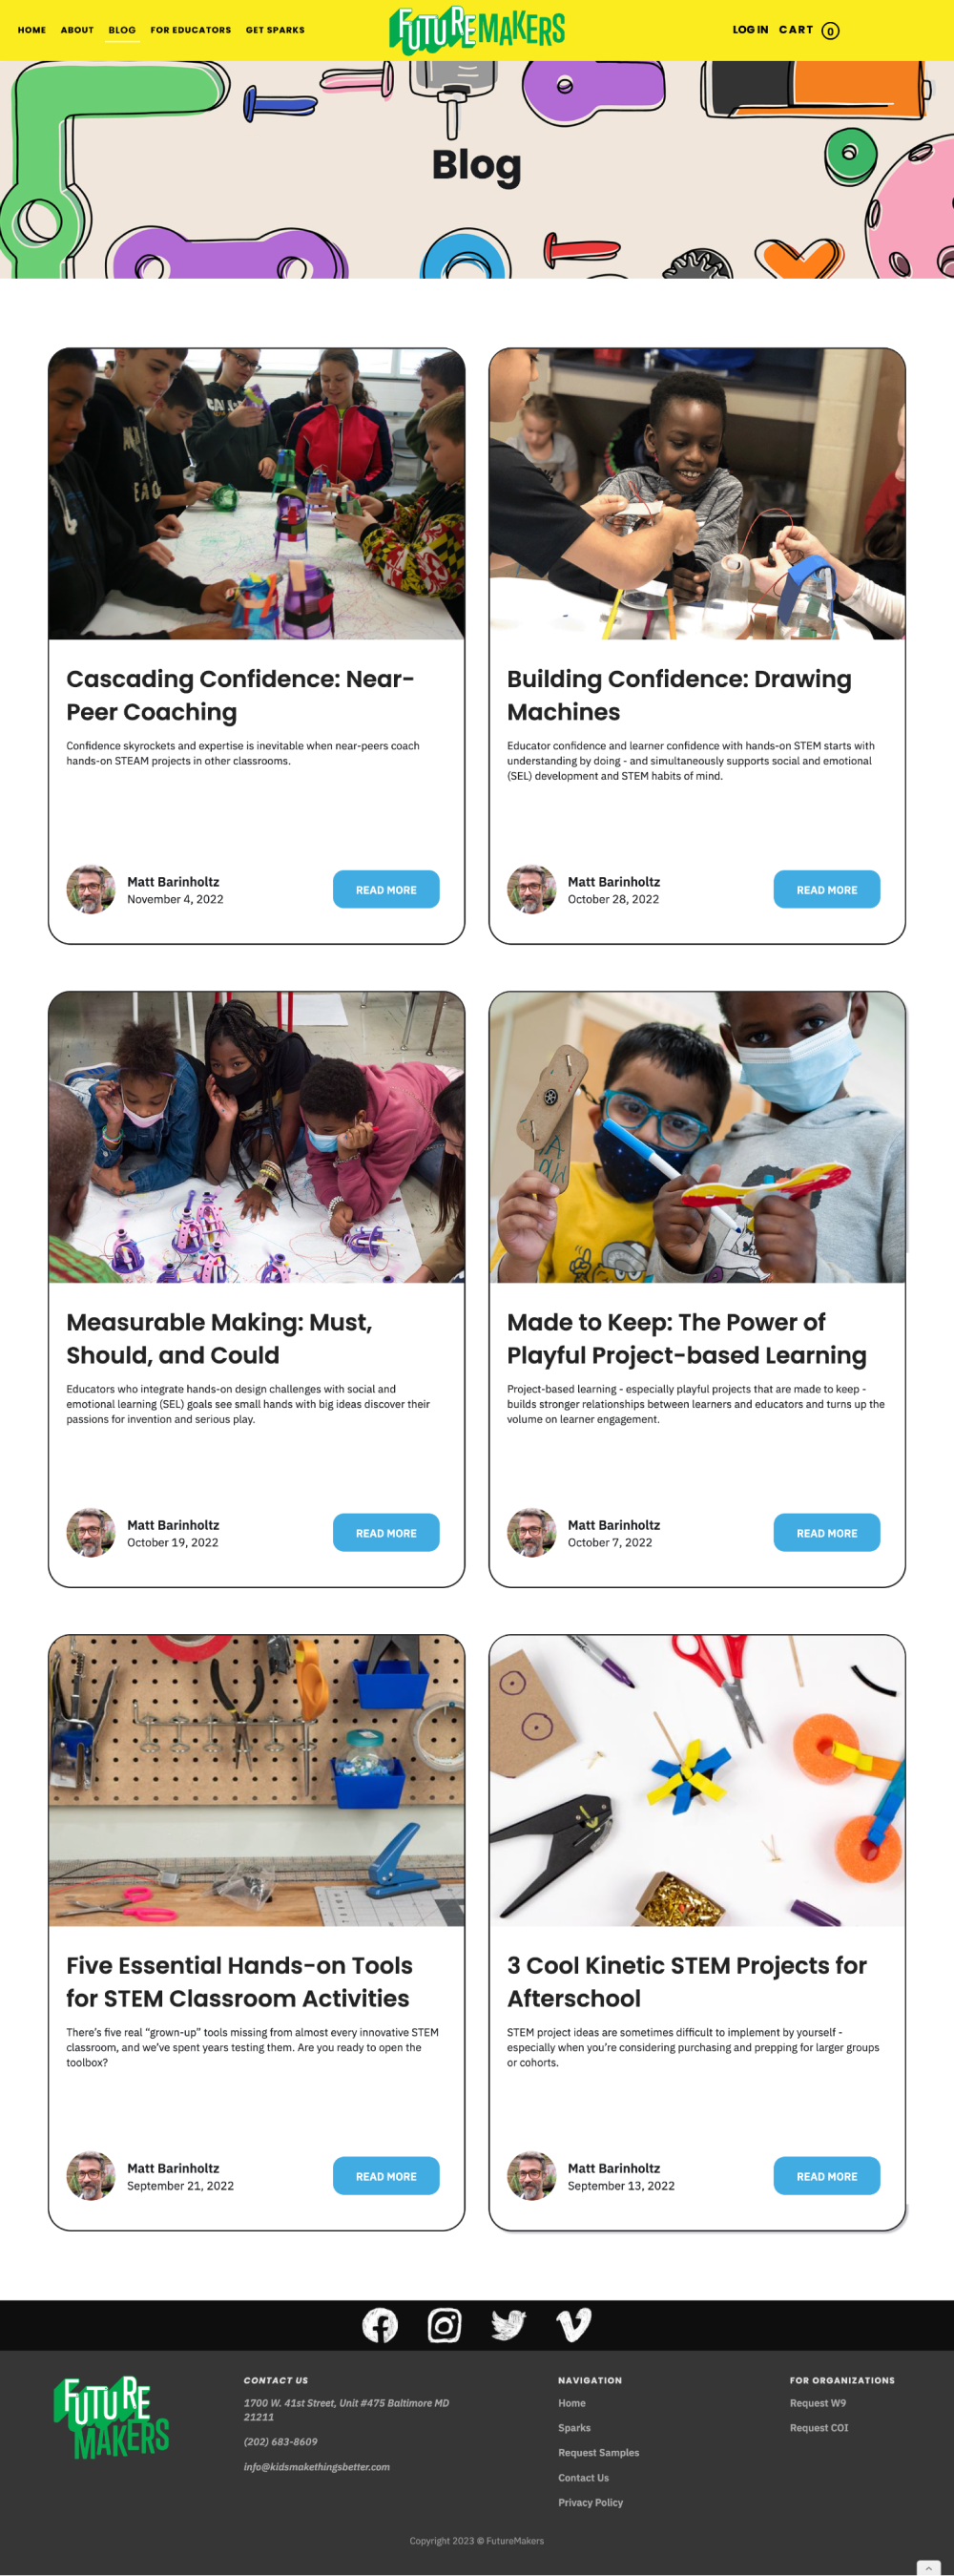 HOME ABOUT BLOG FOR EDUCATORS GET SPARKS
FUTUREMAKERS
LOGIN CART 0
Blog
Cascading Confidence: Near-
Peer Coaching
Confidence skyrockets and expertise is inevitable when near-peers coach
hands-on STEAM projects in other classrooms.
Matt Barinholtz
November 4, 2022
READ MORE
Building Confidence: Drawing
Machines
Educator confidence and learner confidence with hands-on STEM starts with
understanding by doing - and simultaneously supports social and emotional
(SEL) development and STEM habits of mind.
Matt Barinholtz
October 28, 2022
READ MORE
Measurable Making: Must,
Should, and Could
Educators who integrate hands-on design challenges with social and
emotional learning (SEL) goals see small hands with big ideas discover their
passions for invention and serious play.
Matt Barinholtz
October 19, 2022
READ MORE
Made to Keep: The Power of
Playful Project-based Learning
Project-based learning - especially playful projects that are made to keep -
builds stronger relationships between learners and educators and turns up the
volume on learner engagement.
Matt Barinholtz
October 7, 2022
READ MORE
Five Essential Hands-on Tools
for STEM Classroom Activities
There's five real “grown-up” tools missing from almost every innovative STEM
classroom, and we've spent years testing them. Are you ready to open the
toolbox?
Matt Barinholtz
September 21, 2022
READ MORE
3 Cool Kinetic STEM Projects for
Afterschool
STEM project ideas are sometimes difficult to implement by yourself -
especially when you're considering purchasing and prepping for larger groups
or cohorts.
Matt Barinholtz
September 13, 2022
READ MORE
FUTURE
MAKERS
CONTACT US
1700 W. 41st Street, Unit #475 Baltimore MD
21211
(202) 683-8609
info@kidsmakethingsbetter.com
NAVIGATION
Home
Sparks
Request Samples
Contact Us
Privacy Policy
FOR ORGANIZATIONS
Request W9
Request COI
Copyright 2023 © FutureMakers